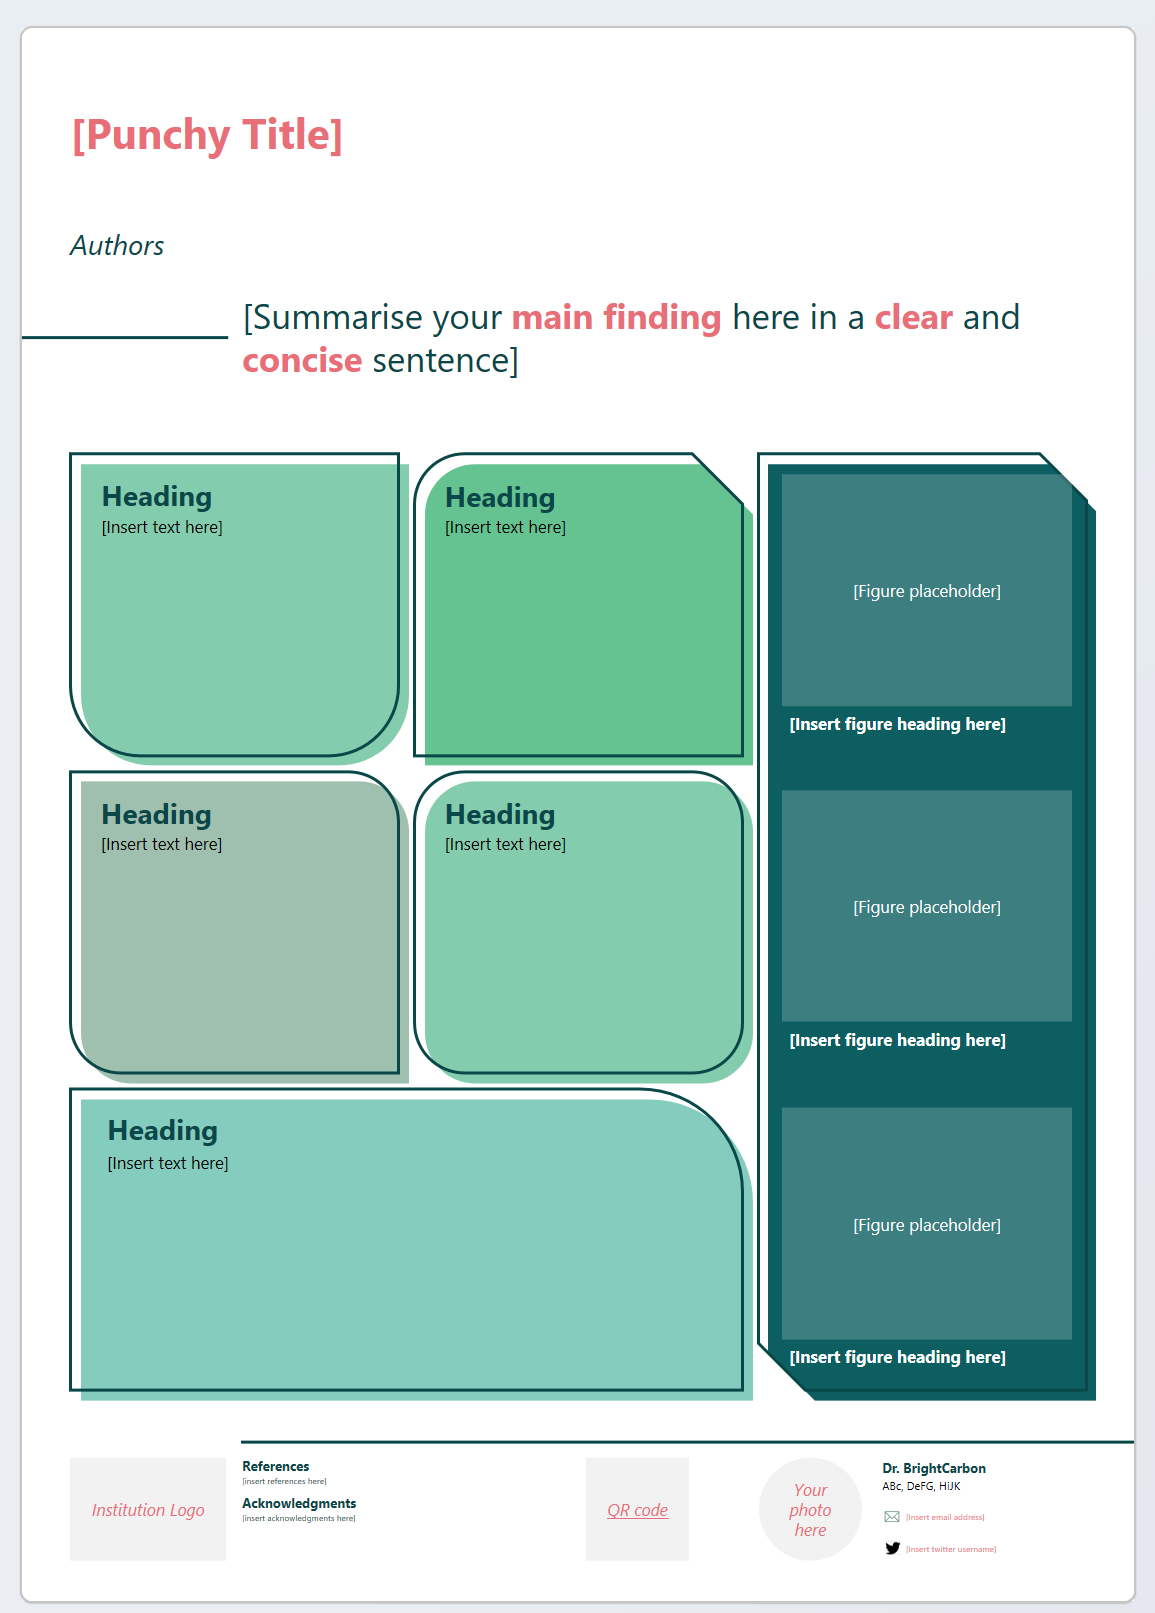 [Punchy Title]
Authors
[Summarise your main finding here in a clear and
concise sentence]
Heading
[Insert text here]
Heading
[Insert text here]
Heading
[Insert text here]
Heading
[Insert text here]
Heading
[Insert text here]
[Figure placeholder]
[Insert figure heading here]
[Figure placeholder]
[Insert figure heading here]
[Figure placeholder]
[Insert figure heading here]
Institution Logo
References
[insert references here]
Acknowledgments
[insert acknowledgments here]
QR code
Your
photo
here
Dr. BrightCarbon
ABc, DeFG, HiJK
[Insert email address]
[Insert twitter username]